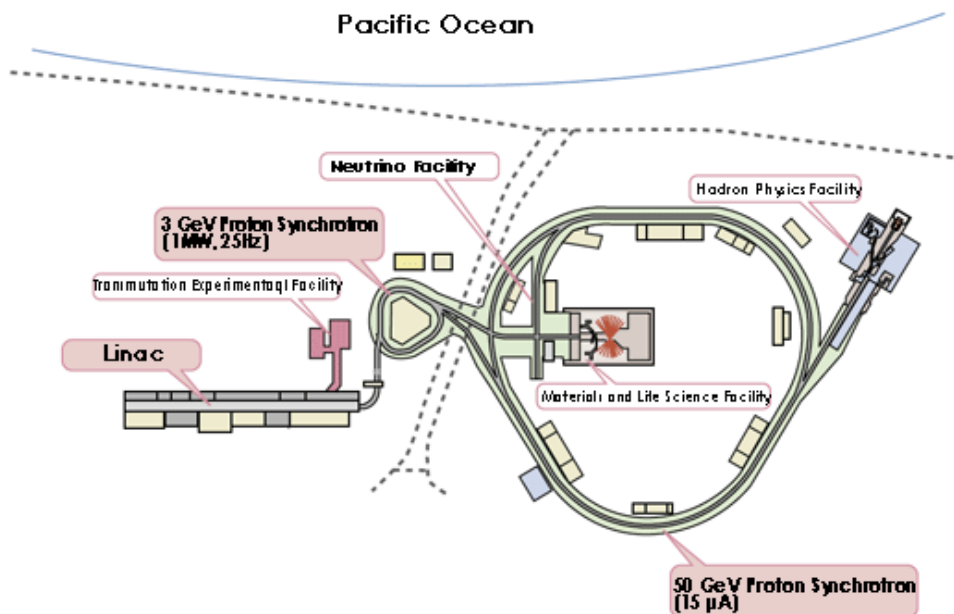 Pacific Ocean
Neutrino Facility
Hadron Physics Facility
3 GeV Proton Synchrotron
(1MW, 25Hz)
Tranmutation Experimentaql Facility
Linac
Materials and Life Science Facility
50 GeV Proton Synchrotron
(15 µA)